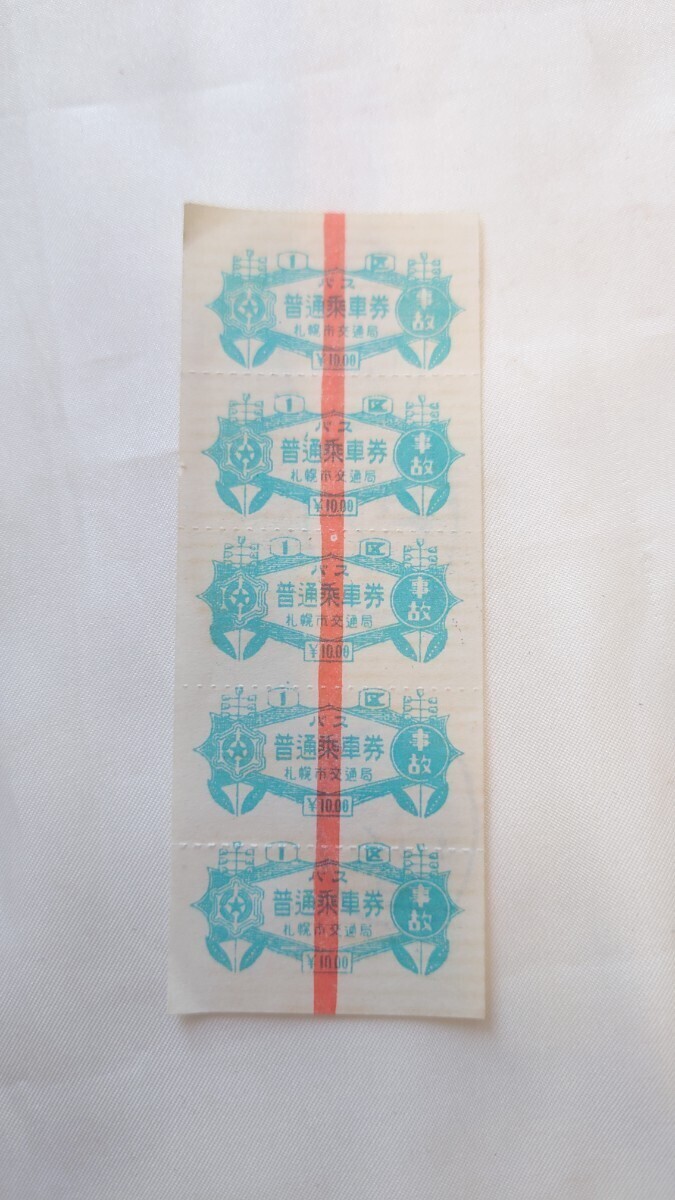 1 区
バス
普通乗車券 事故
札幌市交通局
¥10.00
1 区
バス
普通乗車券 事故
札幌市交通局
¥10.00
1 区
バス
普通乗車券 事故
札幌市交通局
¥10.00
1 区
バス
普通乗車券 事故
札幌市交通局
¥10.00
1 区
バス
普通乗車券 事故
札幌市交通局
¥10.00